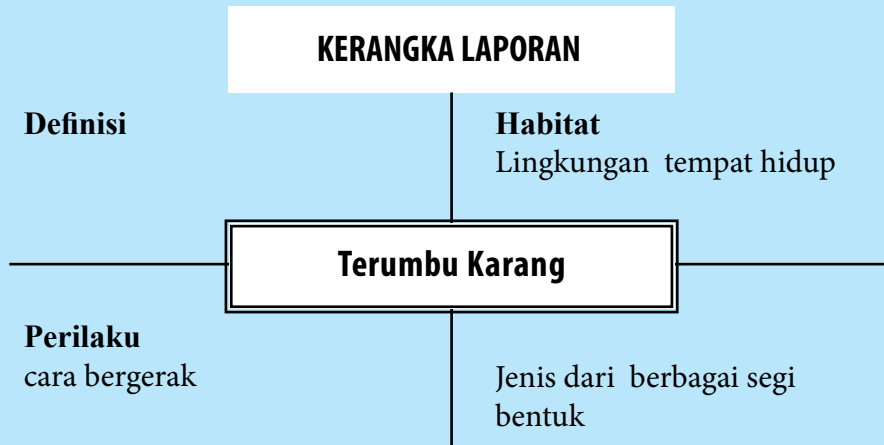 KERANGKA LAPORAN
Definisi
Habitat
Lingkungan tempat hidup
Terumbu Karang
Perilaku
cara bergerak
Jenis dari berbagai segi
bentuk